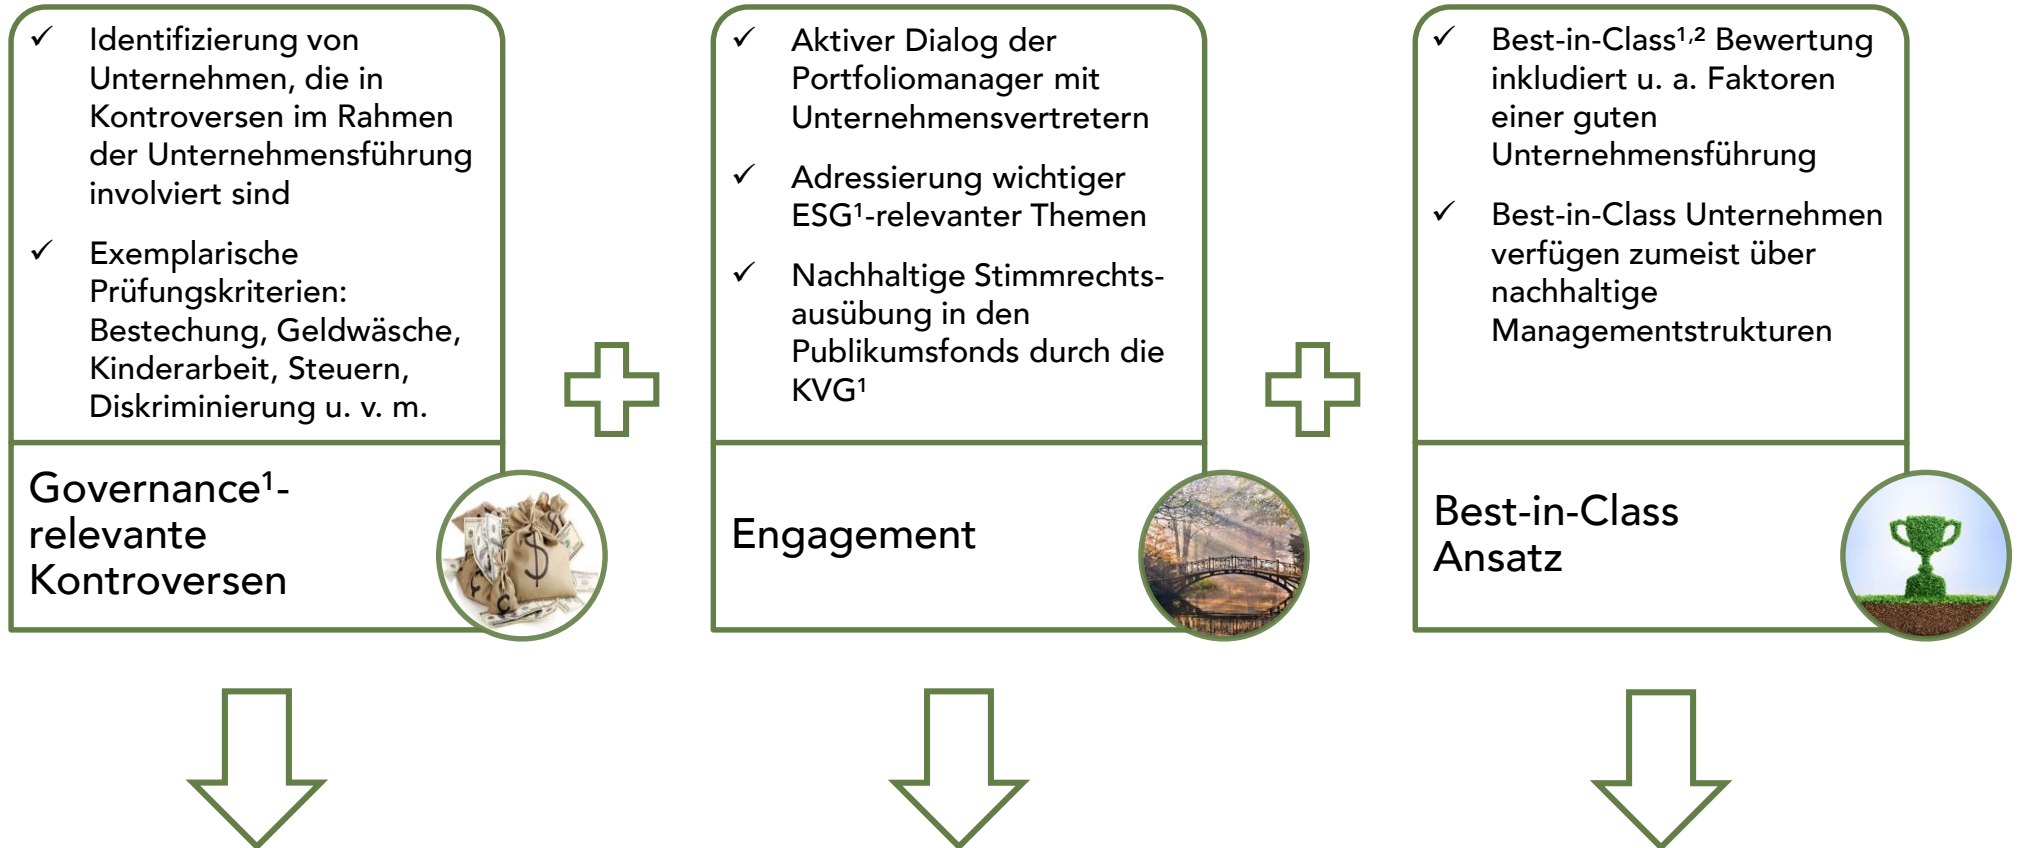 ✓ Identifizierung von
Unternehmen, die in
Kontroversen im Rahmen
der Unternehmensführung
involviert sind
✓ Exemplarische
Prüfungskriterien:
Bestechung, Geldwäsche,
Kinderarbeit, Steuern,
Diskriminierung u. v. m.
Governance¹-
relevante
Kontroversen
✓ Aktiver Dialog der
Portfoliomanager mit
Unternehmensvertretern
✓ Adressierung wichtiger
ESG¹-relevanter Themen
✓ Nachhaltige Stimmrechts-
ausübung in den
Publikumsfonds durch die
KVG¹
Engagement
✓ Best-in-Class¹,² Bewertung
inkludiert u. a. Faktoren
einer guten
Unternehmensführung
✓ Best-in-Class Unternehmen
verfügen zumeist über
nachhaltige
Managementstrukturen
Best-in-Class
Ansatz